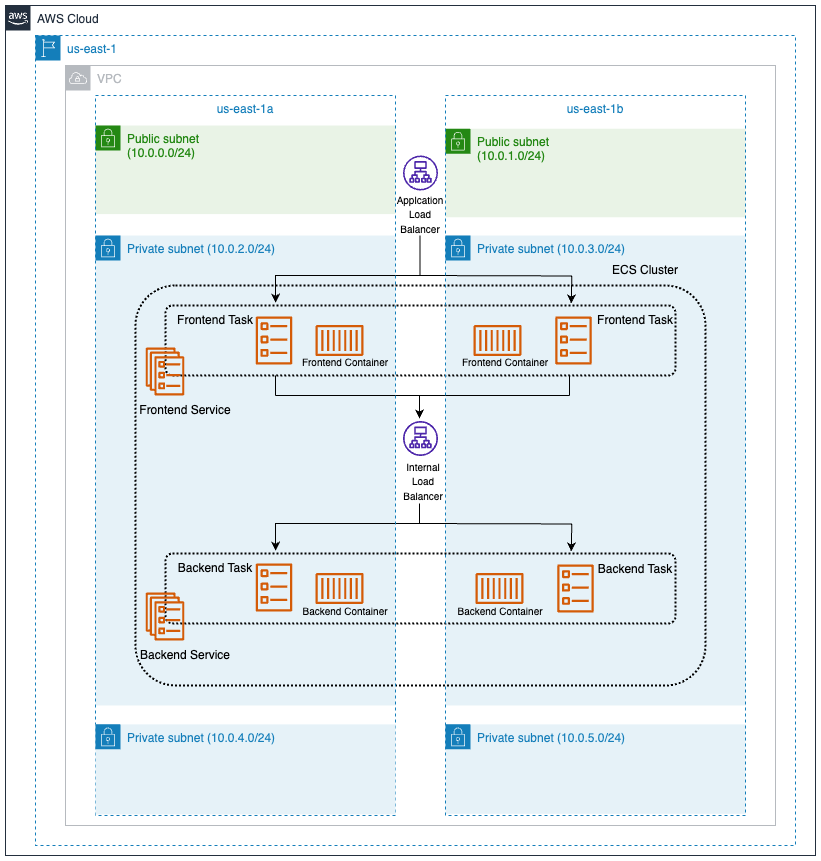 aws
AWS Cloud
us-east-1
VPC
us-east-1a
us-east-1b
Public subnet
(10.0.0.0/24)
Public subnet
(10.0.1.0/24)
Application
Load
Balancer
Private subnet (10.0.2.0/24)
Private subnet (10.0.3.0/24)
ECS Cluster
Frontend Task
Frontend Container
Frontend Container
Frontend Task
Frontend Service
Internal
Load
Balancer
Backend Task
Backend Container
Backend Container
Backend Task
Backend Service
Private subnet (10.0.4.0/24)
Private subnet (10.0.5.0/24)